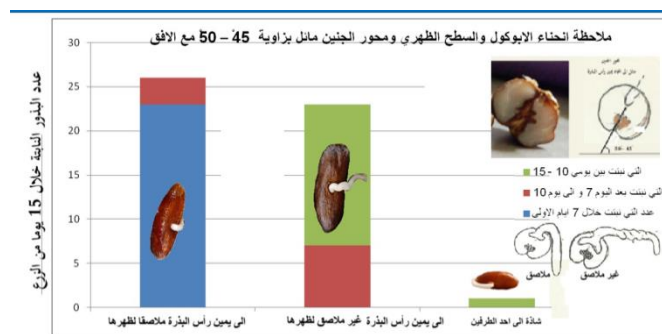 ملاحظة انحناء الابوكول والسطح الظهري ومحور الجنين مائل بزاوية 45 – 50 مع الافق
عدد البذور النابتة خلال 15 يوما من الزرع
30
25
20
15
10
5
0
التي نبتت بين يومي 10 - 15
التي نبتت بعد اليوم 7 و الى يوم 10
عدد التي نبتت خلال 7 ايام الاولى
ملاصق
غير ملاصق
الى يمين رأس البذرة ملاصقا لظهرها
الى يمين رأس البذرة غير ملاصق لظهرها
شاذة الى احد الطرفين